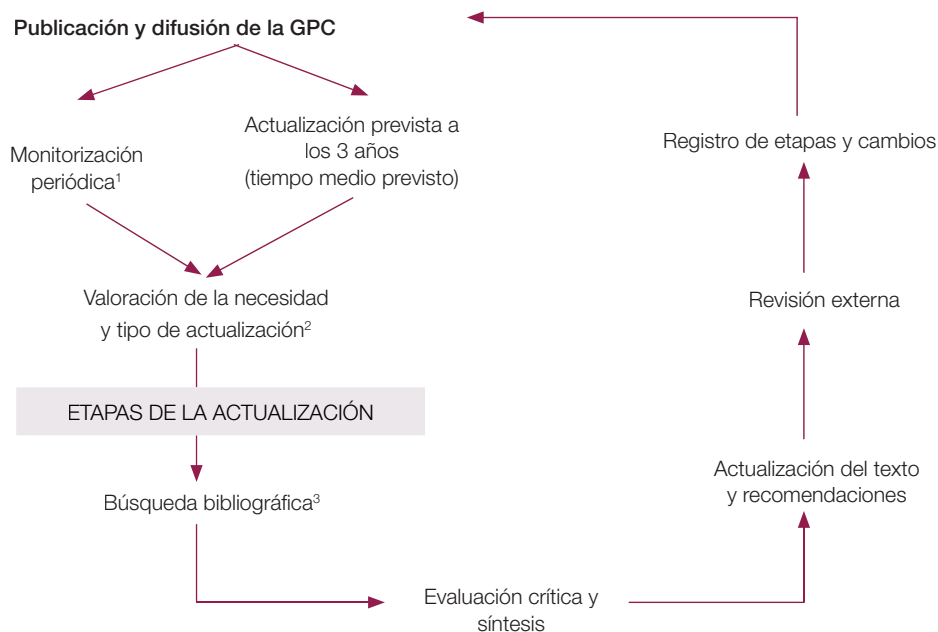 Publicación y difusión de la GPC
Monitorización
periódica¹
Actualización prevista a
los 3 años
(tiempo medio previsto)
Valoración de la necesidad
y tipo de actualización²
ETAPAS DE LA ACTUALIZACIÓN
Búsqueda bibliográfica³
Evaluación crítica y
síntesis
Actualización del texto
y recomendaciones
Revisión externa
Registro de etapas y cambios